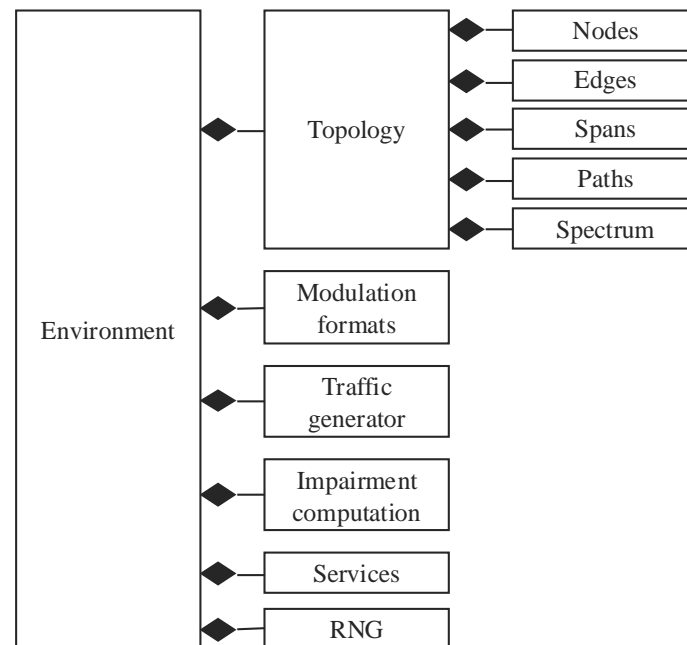 Nodes
Edges
Spans
Paths
Spectrum
Topology
Environment
Modulation
formats
Traffic
generator
Impairment
computation
Services
RNG